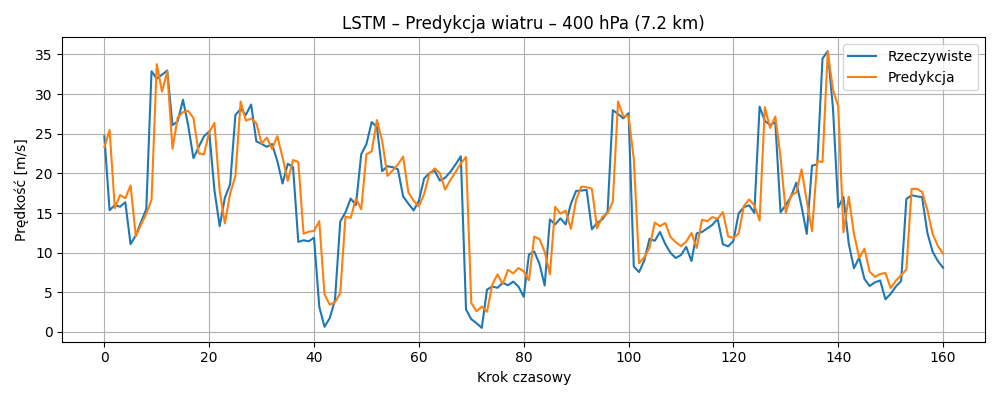 LSTM – Predykcja wiatru – 400 hPa (7.2 km)
Rzeczywiste
Predykcja
Prędkość [m/s]
35
30
25
20
15
10
5
0
0 20 40 60 80 100 120 140 160
Krok czasowy